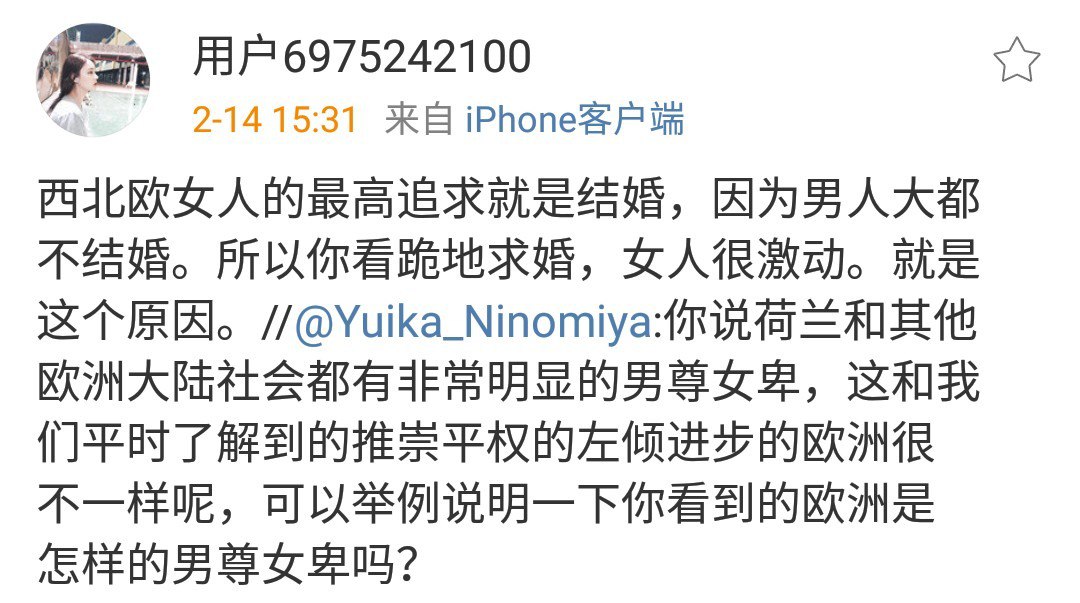 用户6975242100
2-14 15:31 来自 iPhone客户端
西北欧女人的最高追求就是结婚，因为男人大都
不结婚。所以你看跪地求婚，女人很激动。就是
这个原因。//@Yuika_Ninomiya:你说荷兰和其他
欧洲大陆社会都有非常明显的男尊女卑，这和我
们平时了解到的推崇平权的左倾进步的欧洲很
不一样呢，可以举例说明一下你看到的欧洲是
怎样的男尊女卑吗？